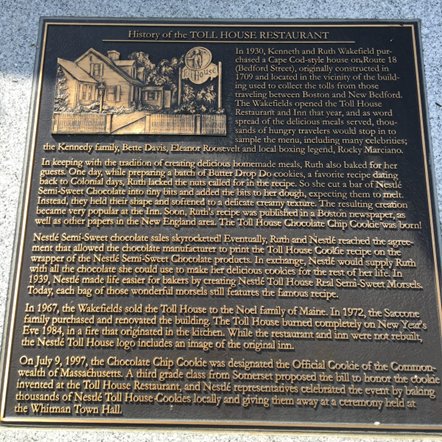 History of the TOLL HOUSE RESTAURANT
House
In 1930, Kenneth and Ruth Wakefield pur-
chased a Cape Cod-style house on Route 18
(Bedford Street), originally constructed in
1709 and located in the vicinity of the build-
ing used to collect the tolls from those
traveling between Boston and New Bedford.
The Wakefields opened the Toll House
Restaurant and Inn that year, and as word
spread of the delicious meals served, thou-
sands of hungry travelers would stop in to
sample the menu, including many celebrities;
the Kennedy family, Bette Davis, Eleanor Roosevelt and local boxing legend, Rocky Marciano.
In keeping with the tradition of creating delicious homemade meals, Ruth also baked for her
guests. One day, while preparing a batch of Butter Drop Do cookies, a favorite recipe dating
back to Colonial days, Ruth lacked the nuts called for in the recipe. So she cut a bar of Nestlé
Semi-Sweet Chocolate into tiny bits and added the bits to her dough, expecting them to melt.
Instead, they held their shape and softened to a delicate creamy texture. The resulting creation
became very popular at the Inn. Soon, Ruth's recipe was published in a Boston newspaper, as
well as other papers in the New England area. The Toll House Chocolate Chip Cookie was born!
Nestlé Semi-Sweet chocolate sales skyrocketed! Eventually, Ruth and Nestlé reached the agree-
ment that allowed the chocolate manufacturer to print the Toll House Cookie recipe on the
wrapper of the Nestlé Semi-Sweet Chocolate products. In exchange, Nestlé would supply Ruth
with all the chocolate she could use to make her delicious cookies for the rest of her life. In
1939, Nestlé made life easier for bakers by creating Nestlé Toll House Real Semi-Sweet Morsels.
Today, each bag of those wonderful morsels still features the famous recipe.
In 1967, the Wakefields sold the Toll House to the Noel family of Maine. In 1972, the Saccone
family purchased and renovated the building. The Toll House burned completely on New Year's
Eve 1984, in a fire that originated in the kitchen. While the restaurant and inn were not rebuilt,
the Nestlé Toll House logo includes an image of the original inn.
On July 9, 1997, the Chocolate Chip Cookie was designated the Official Cookie of the Common-
wealth of Massachusetts. A third grade class from Somerset proposed the bill to honor the cookie
invented at the Toll House Restaurant, and Nestlé representatives celebrated the event by baking
thousands of Nestlé Toll House Cookies locally and giving them away at a ceremony held at
the Whitman Town Hall.